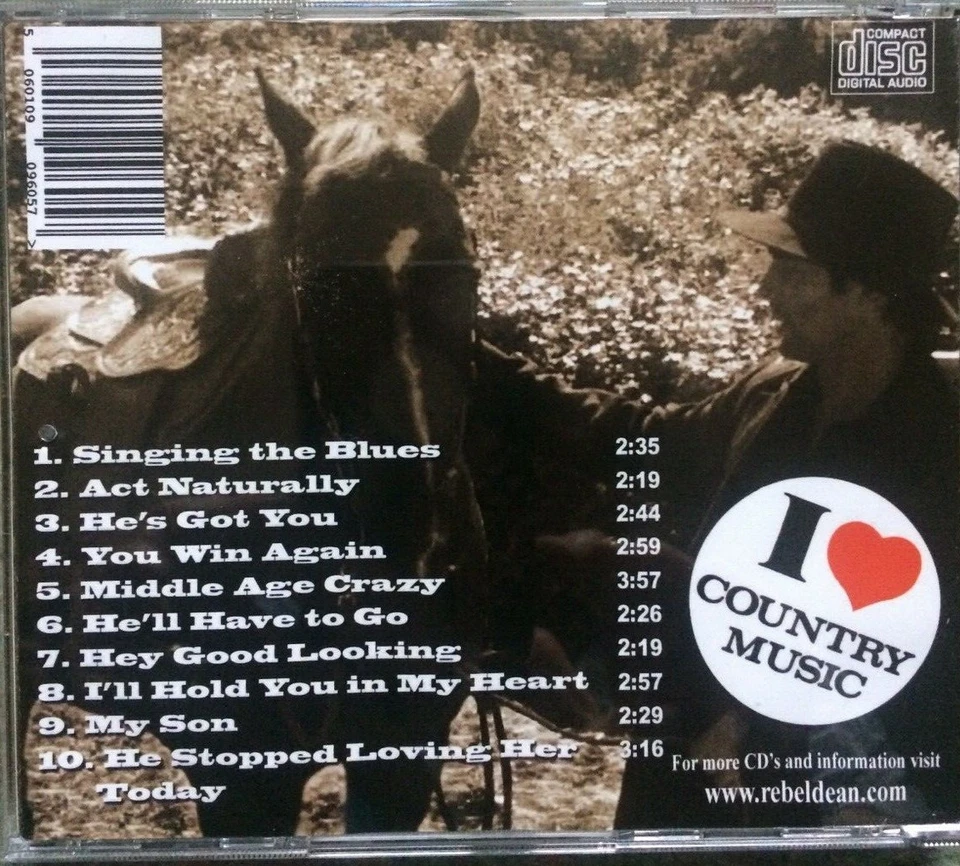 5 060109 096057 >
COMPACT
disc
DIGITAL AUDIO
1. Singing the Blues 2:35
2. Act Naturally 2:19
3. He's Got You 2:44
4. You Win Again 2:59
5. Middle Age Crazy 3:57
6. He'll Have to Go 2:26
7. Hey Good Looking 2:19
8. I'll Hold You in My Heart 2:57
9. My Son 2:29
10. He Stopped Loving Her 3:16
Today
I ❤
COUNTRY
MUSIC
For more CD's and information visit
www.rebeldean.com